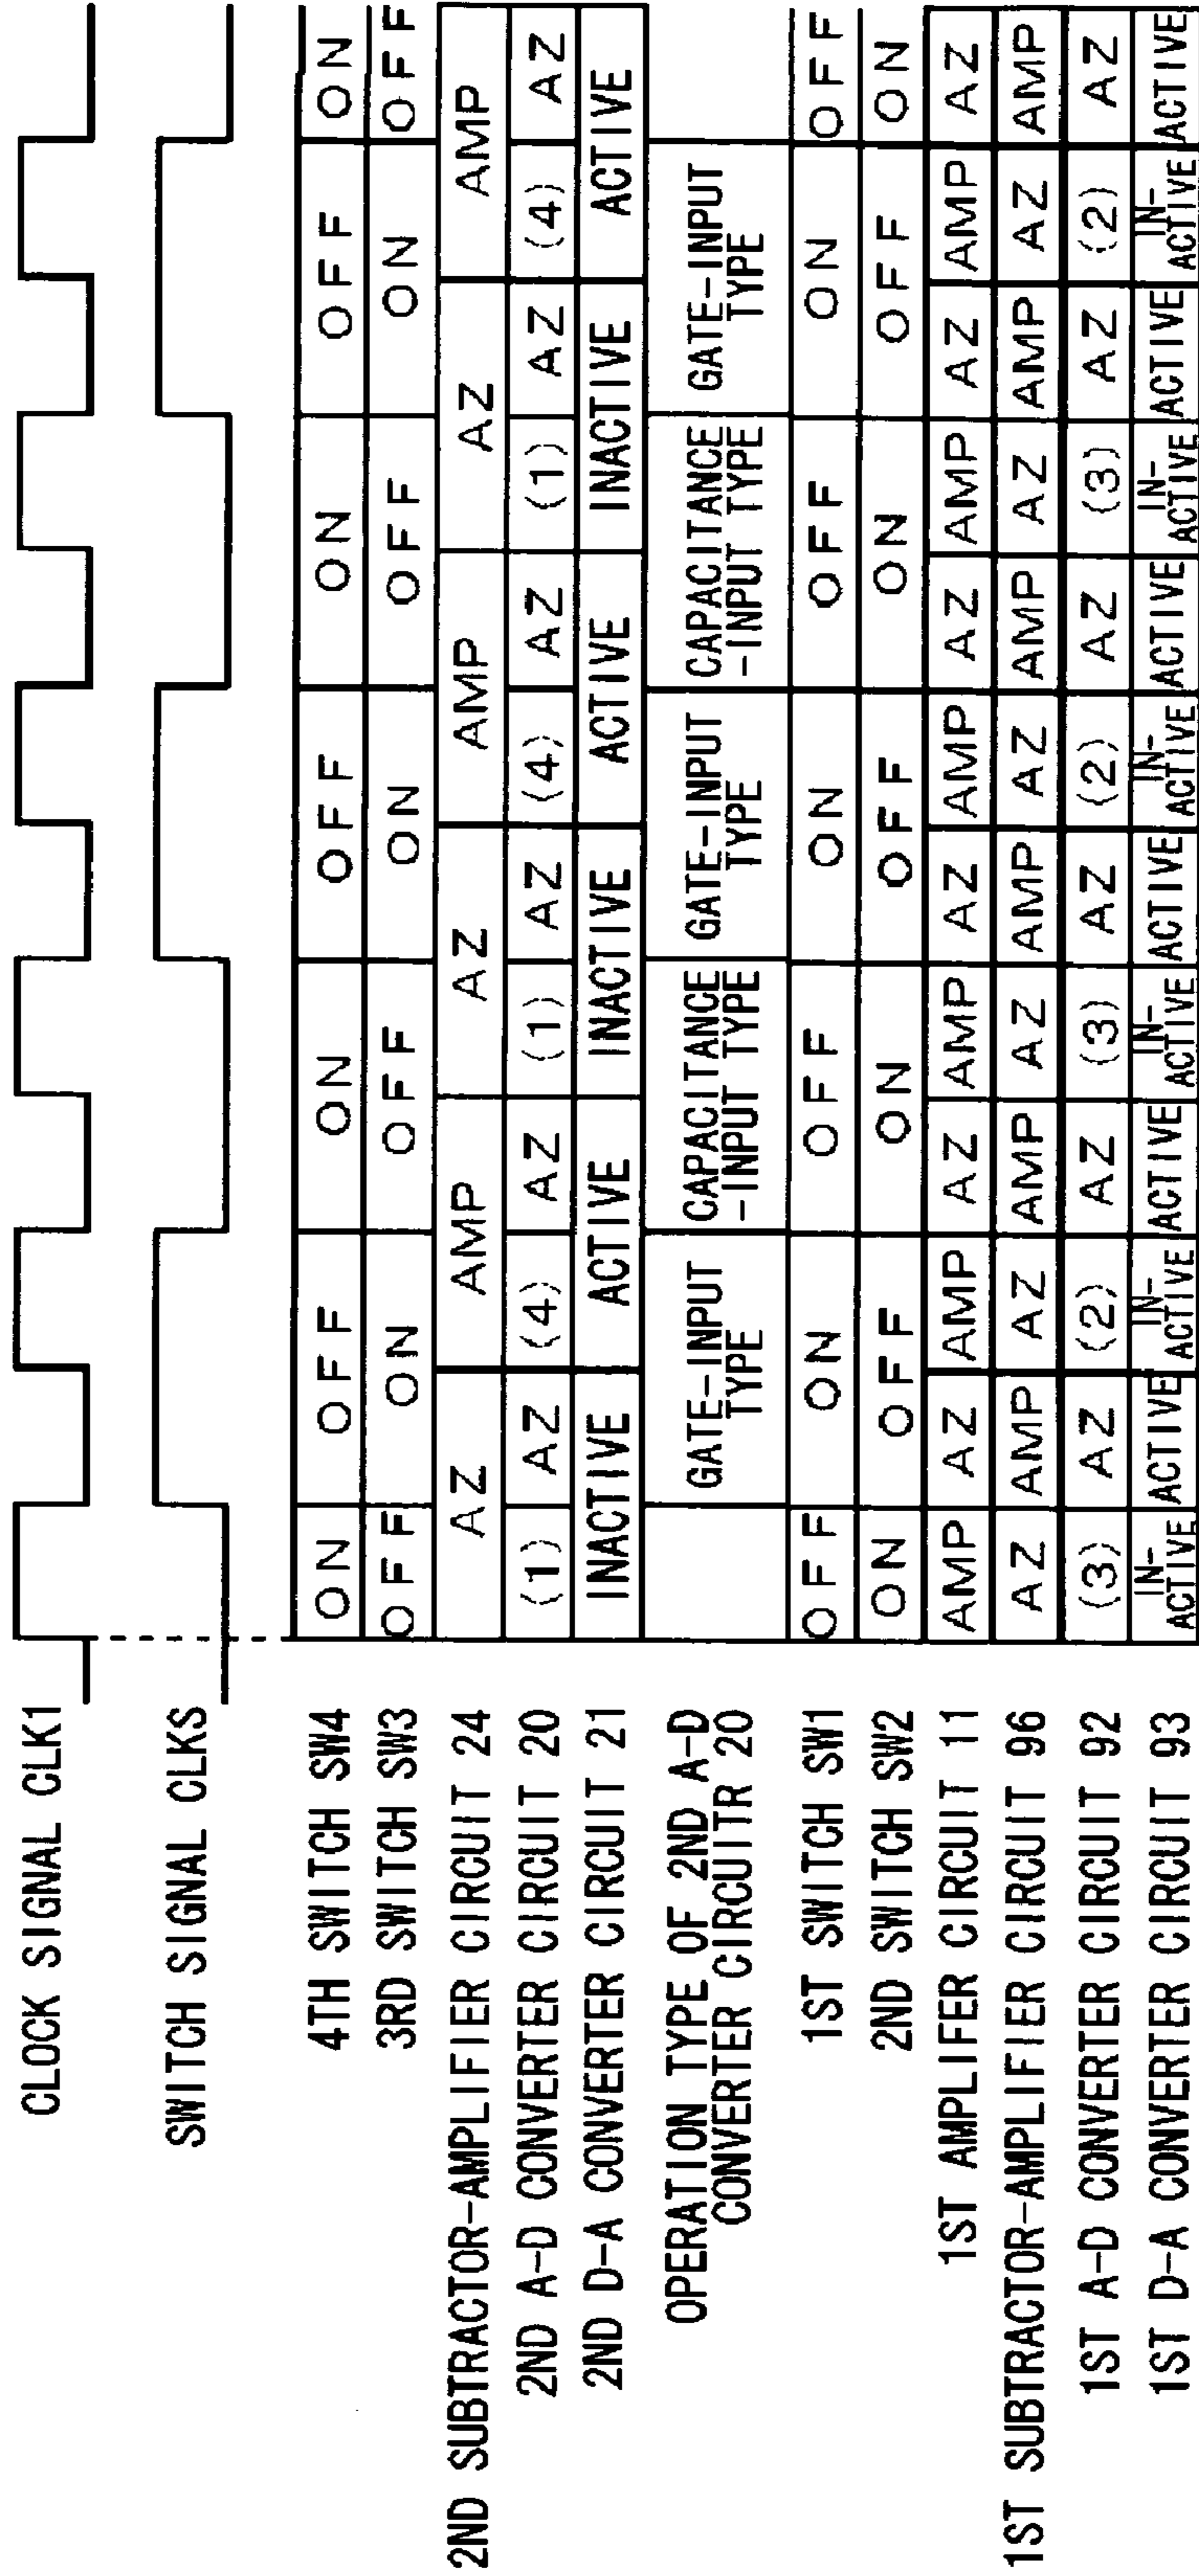 CLOCK SIGNAL CLK1
SWITCH SIGNAL CLKS
4TH SWITCH SW4 ON OFF ON OFF ON OFF ON
3RD SWITCH SW3 OFF ON OFF ON OFF ON OFF
2ND SUBTRACTOR-AMPLIFIER CIRCUIT 24 AZ AMP AZ AMP AZ AMP
2ND A-D CONVERTER CIRCUIT 20 (1) AZ (4) AZ (1) AZ (4) AZ (1) AZ (4) AZ
2ND D-A CONVERTER CIRCUIT 21 INACTIVE ACTIVE INACTIVE ACTIVE INACTIVE ACTIVE
OPERATION TYPE OF 2ND A-D GATE-INPUT CAPACITANCE GATE-INPUT CAPACITANCE GATE-INPUT
CONVERTER CIRCUITR 20 TYPE -INPUT TYPE TYPE -INPUT TYPE TYPE
1ST SWITCH SW1 OFF ON OFF ON OFF ON OFF
2ND SWITCH SW2 ON OFF ON OFF ON OFF ON
1ST AMPLIFER CIRCUIT 11 AMP AZ AMP AZ AMP AZ AMP AZ AMP AZ AMP AZ
1ST SUBTRACTOR-AMPLIFIER CIRCUIT 96 AZ AMP AZ AMP AZ AMP AZ AMP AZ AMP AZ AMP
1ST A-D CONVERTER CIRCUIT 92 (3) AZ (2) AZ (3) AZ (2) AZ (3) AZ (2) AZ
IN- IN- IN- IN- IN- IN-
1ST D-A CONVERTER CIRCUIT 93 ACTIVE ACTIVE ACTIVE ACTIVE ACTIVE ACTIVE ACTIVE ACTIVE ACTIVE ACTIVE ACTIVE ACTIVE